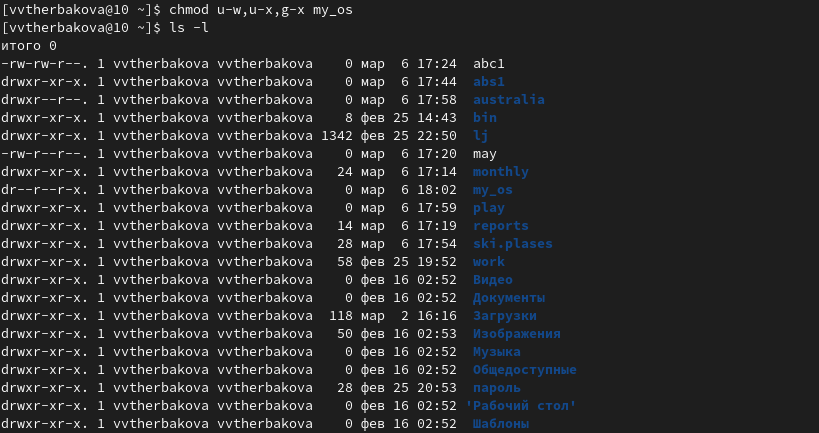 [vvtherbakova@10 ~]$ chmod u-w,u-x,g-x my_os
[vvtherbakova@10 ~]$ ls -l
итого 0
-rw-rw-r--. 1 vvtherbakova vvtherbakova    0 мар  6 17:24  abc1
drwxr-xr-x. 1 vvtherbakova vvtherbakova    0 мар  6 17:44  abs1
drwxr--r--. 1 vvtherbakova vvtherbakova    0 мар  6 17:58  australia
drwxr-xr-x. 1 vvtherbakova vvtherbakova    8 фев 25 14:43  bin
drwxr-xr-x. 1 vvtherbakova vvtherbakova 1342 фев 25 22:50  lj
-rw-r--r--. 1 vvtherbakova vvtherbakova    0 мар  6 17:20  may
drwxr-xr-x. 1 vvtherbakova vvtherbakova   24 мар  6 17:14  monthly
dr--r--r-x. 1 vvtherbakova vvtherbakova    0 мар  6 18:02  my_os
drwxr-xr-x. 1 vvtherbakova vvtherbakova    0 мар  6 17:59  play
drwxr-xr-x. 1 vvtherbakova vvtherbakova   14 мар  6 17:19  reports
drwxr-xr-x. 1 vvtherbakova vvtherbakova   28 мар  6 17:54  ski.plases
drwxr-xr-x. 1 vvtherbakova vvtherbakova   58 фев 25 19:52  work
drwxr-xr-x. 1 vvtherbakova vvtherbakova    0 фев 16 02:52  Видео
drwxr-xr-x. 1 vvtherbakova vvtherbakova    0 фев 16 02:52  Документы
drwxr-xr-x. 1 vvtherbakova vvtherbakova  118 мар  2 16:16  Загрузки
drwxr-xr-x. 1 vvtherbakova vvtherbakova   50 фев 16 02:53  Изображения
drwxr-xr-x. 1 vvtherbakova vvtherbakova    0 фев 16 02:52  Музыка
drwxr-xr-x. 1 vvtherbakova vvtherbakova    0 фев 16 02:52  Общедоступные
drwxr-xr-x. 1 vvtherbakova vvtherbakova   28 фев 25 20:53  пароль
drwxr-xr-x. 1 vvtherbakova vvtherbakova    0 фев 16 02:52 'Рабочий стол'
drwxr-xr-x. 1 vvtherbakova vvtherbakova    0 фев 16 02:52  Шаблоны